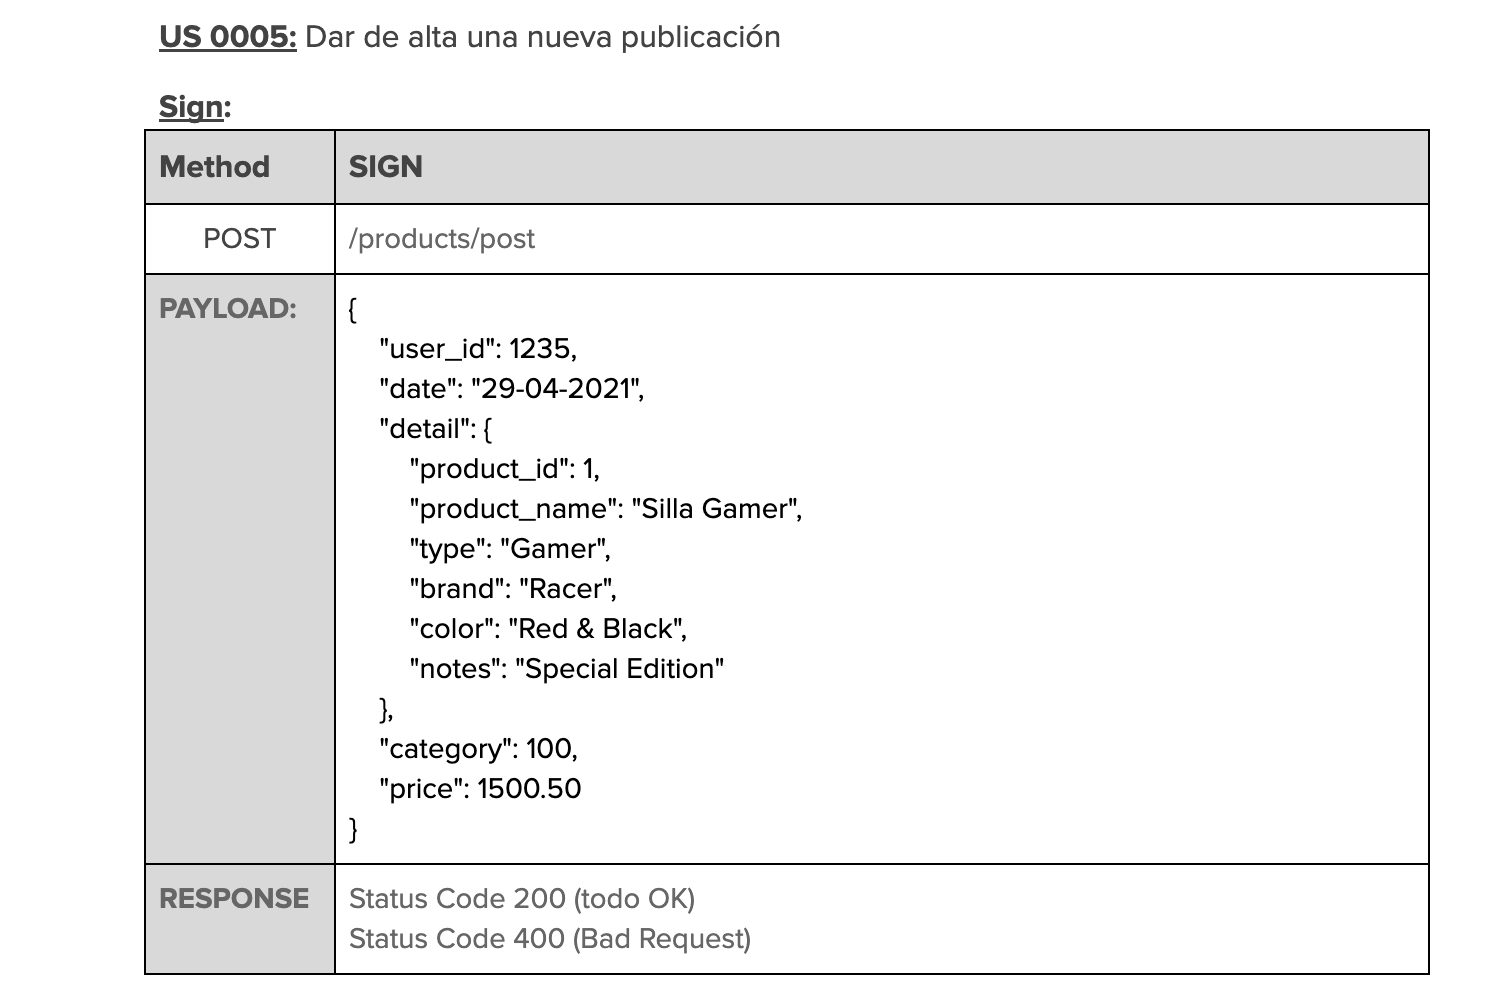 US 0005: Dar de alta una nueva publicación
Sign:
Method SIGN
POST /products/post
PAYLOAD: {
"user_id": 1235,
"date": "29-04-2021",
"detail": {
"product_id": 1,
"product_name": "Silla Gamer",
"type": "Gamer",
"brand": "Racer",
"color": "Red & Black",
"notes": "Special Edition"
},
"category": 100,
"price": 1500.50
}
RESPONSE Status Code 200 (todo OK)
Status Code 400 (Bad Request)